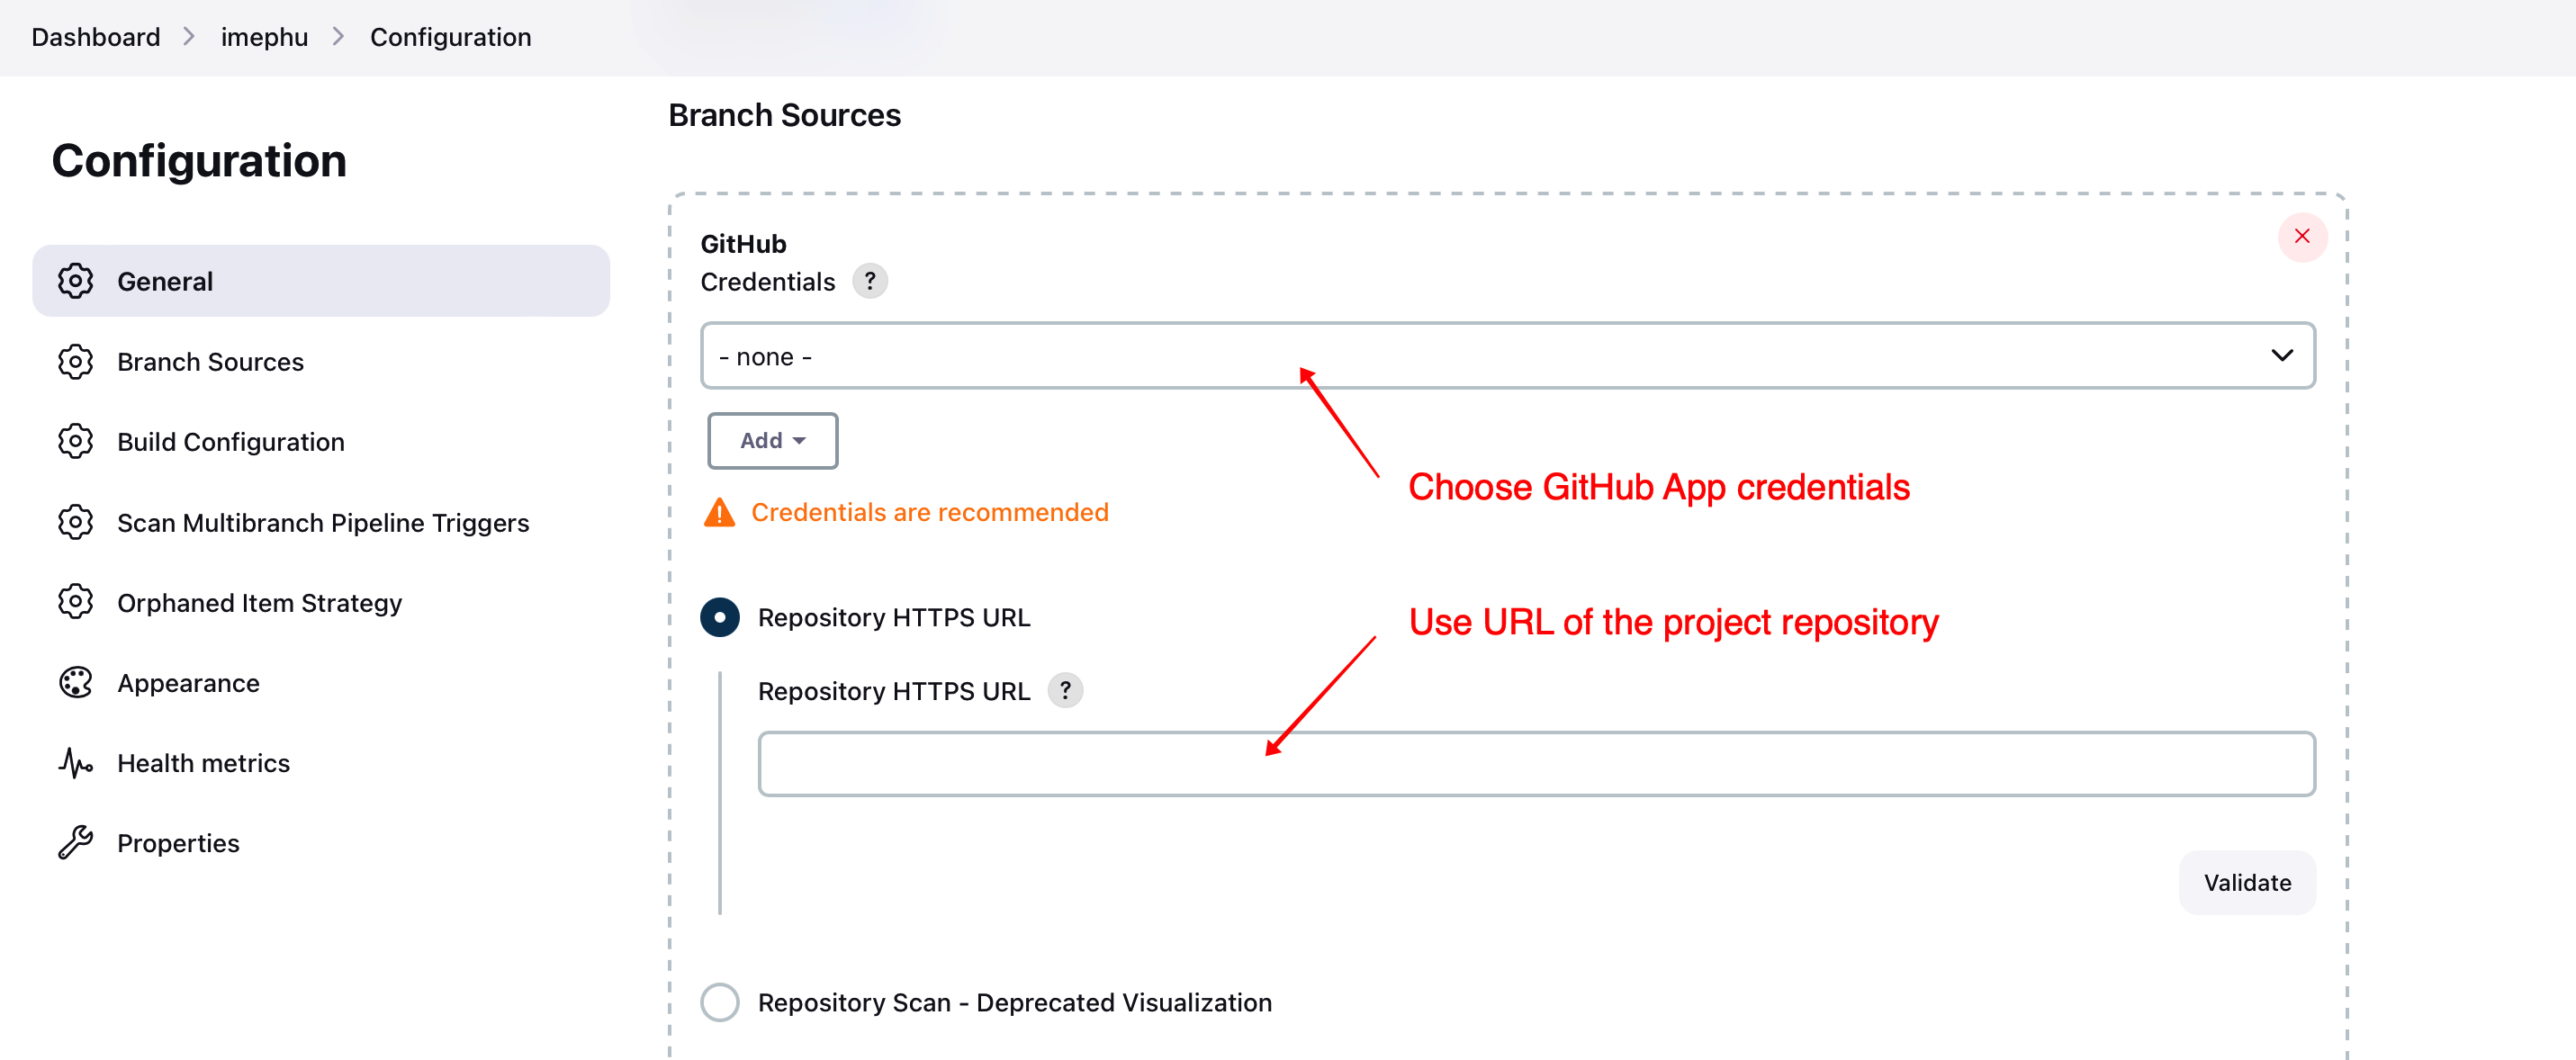 Dashboard > imephu > Configuration
Configuration
General
Branch Sources
Build Configuration
Scan Multibranch Pipeline Triggers
Orphaned Item Strategy
Appearance
Health metrics
Properties
Branch Sources
GitHub
Credentials ?
- none -
Add
Choose GitHub App credentials
Credentials are recommended
Repository HTTPS URL
Use URL of the project repository
Repository HTTPS URL ?
Validate
Repository Scan - Deprecated Visualization